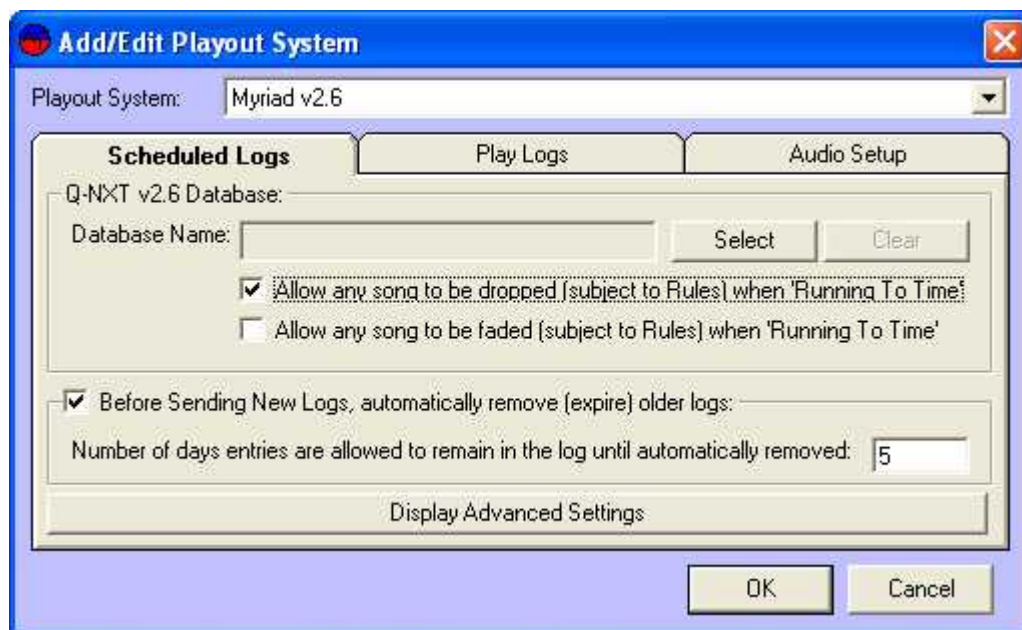 Add/Edit Playout System
Playout System: Myriad v2.6
Scheduled Logs Play Logs Audio Setup
Q-NXT v2.6 Database:
Database Name: Select Clear
Allow any song to be dropped (subject to Rules) when 'Running To Time'
Allow any song to be faded (subject to Rules) when 'Running To Time'
Before Sending New Logs, automatically remove (expire) older logs:
Number of days entries are allowed to remain in the log until automatically removed: 5
Display Advanced Settings
OK Cancel